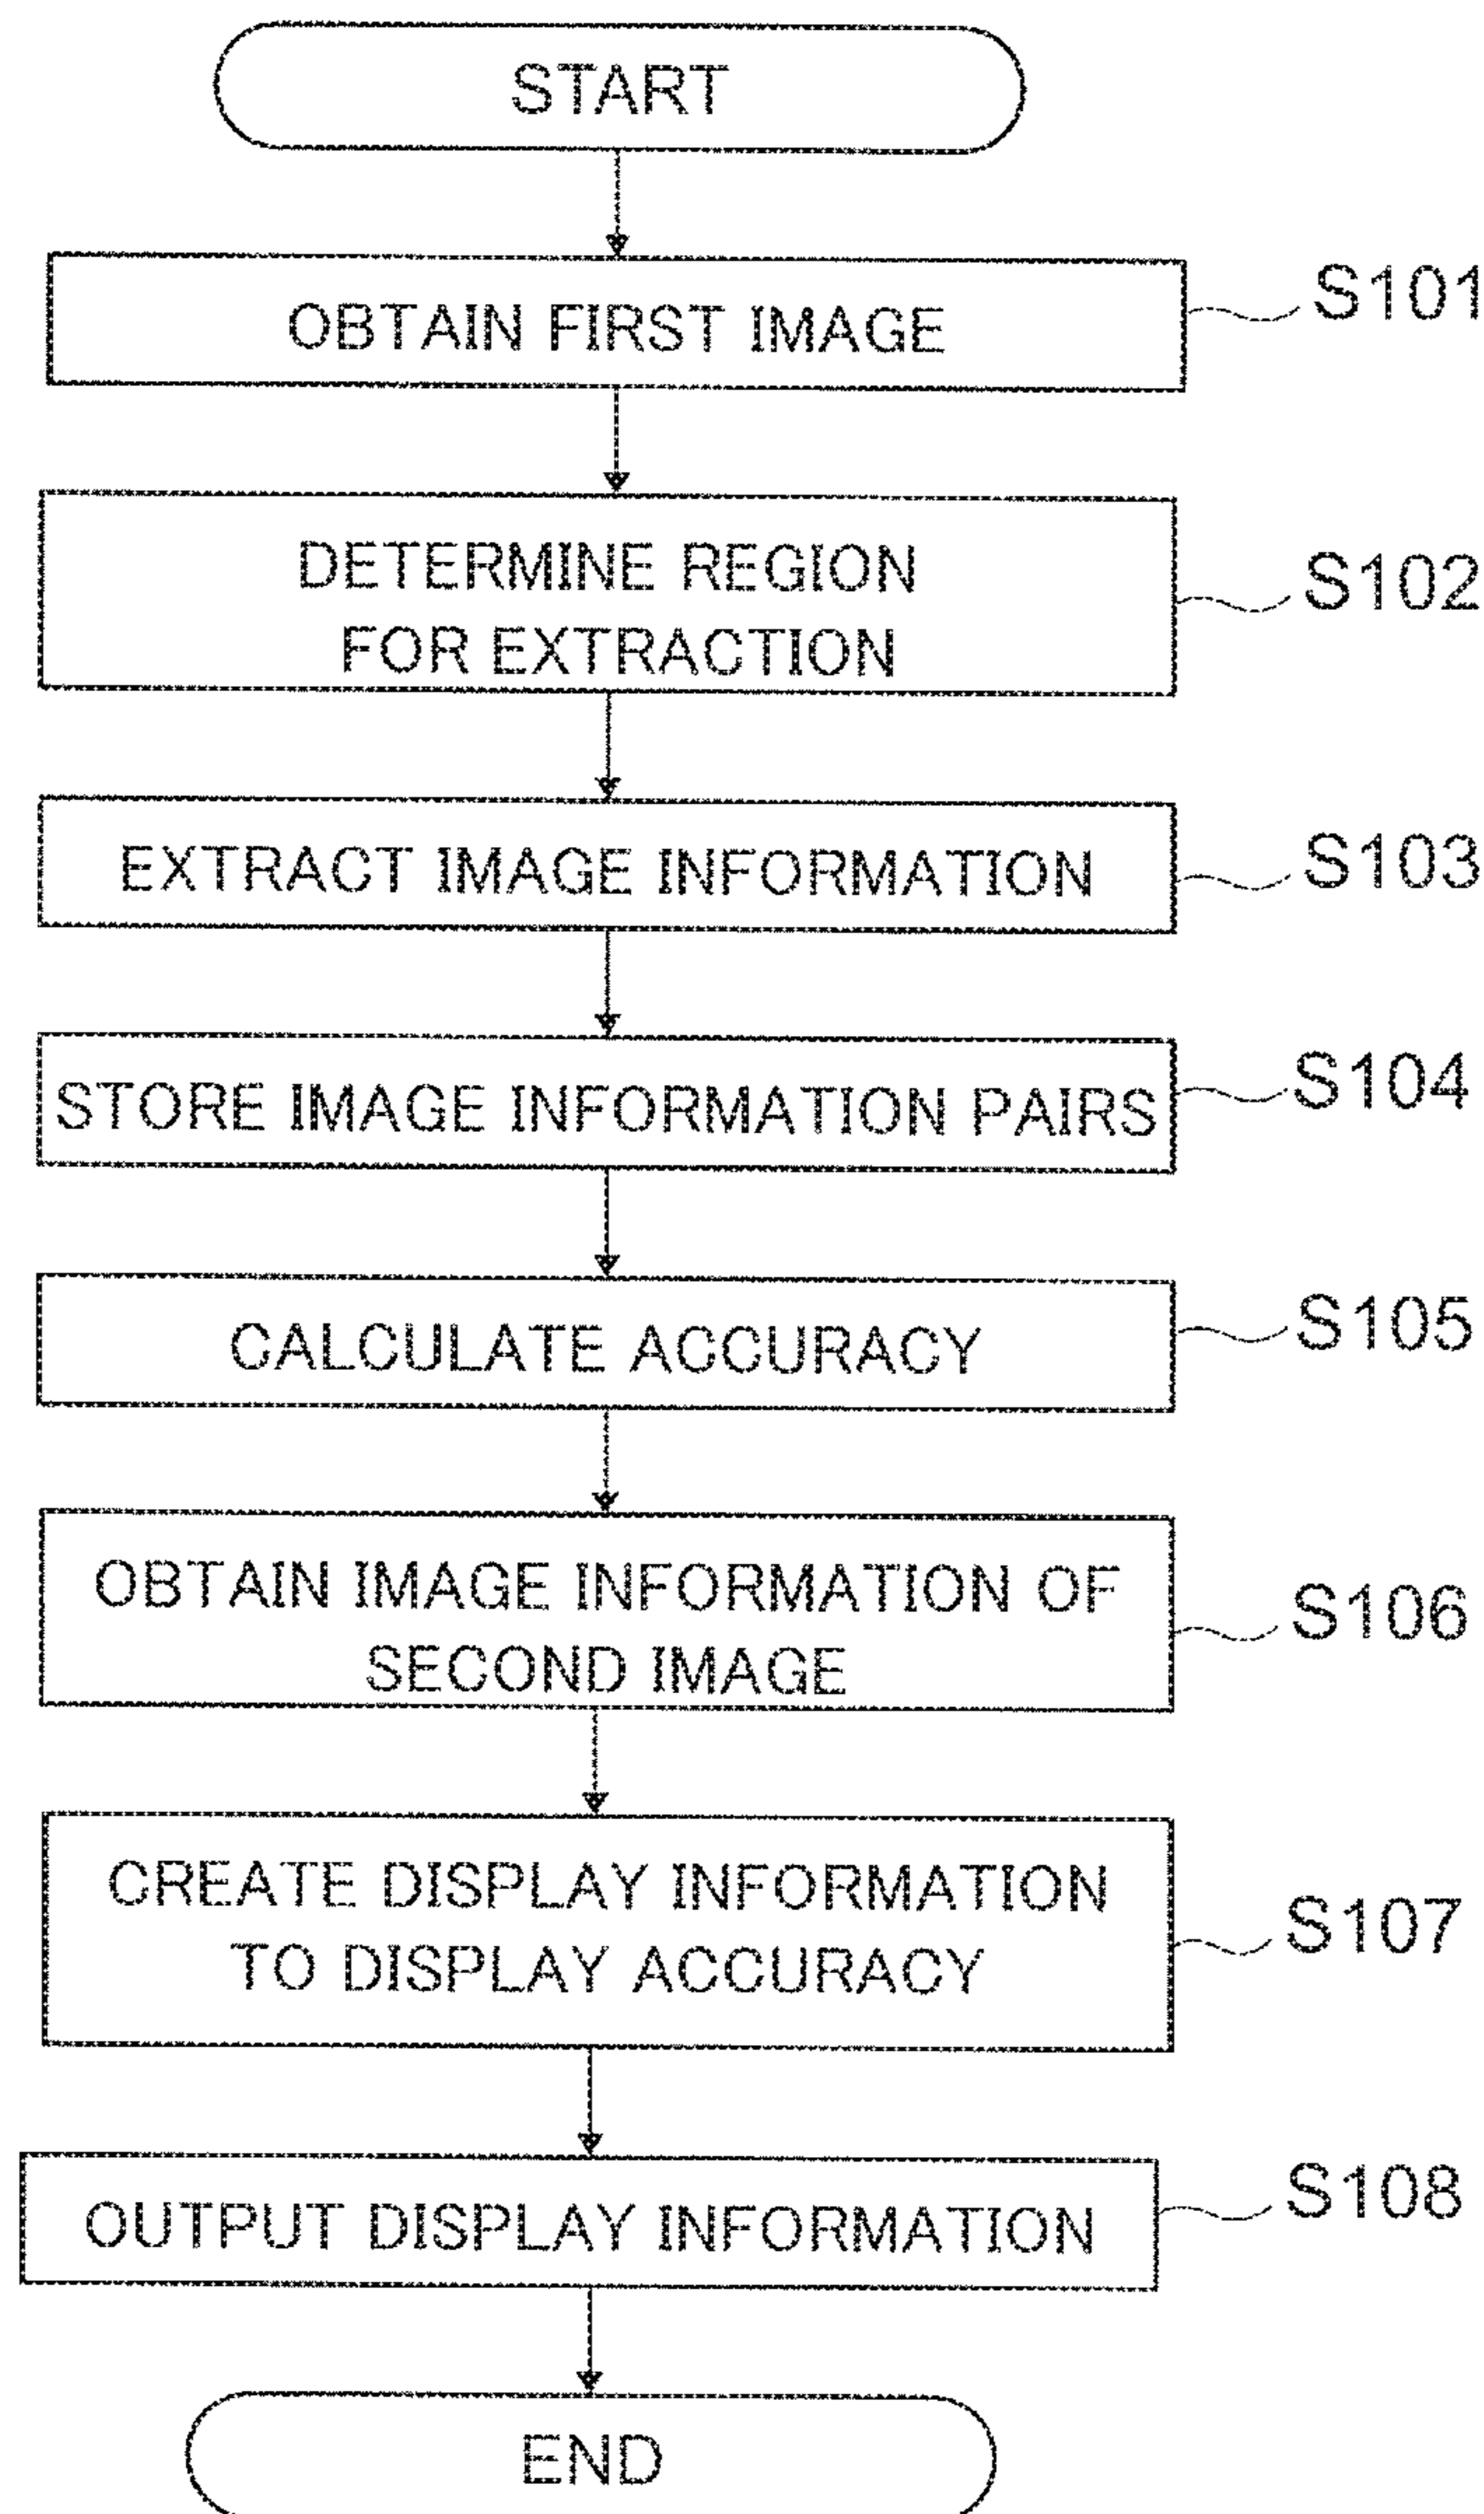 START
OBTAIN FIRST IMAGE
S101
DETERMINE REGION
FOR EXTRACTION
S102
EXTRACT IMAGE INFORMATION
S103
STORE IMAGE INFORMATION PAIRS
S104
CALCULATE ACCURACY
S105
OBTAIN IMAGE INFORMATION OF
SECOND IMAGE
S106
CREATE DISPLAY INFORMATION
TO DISPLAY ACCURACY
S107
OUTPUT DISPLAY INFORMATION
S108
END